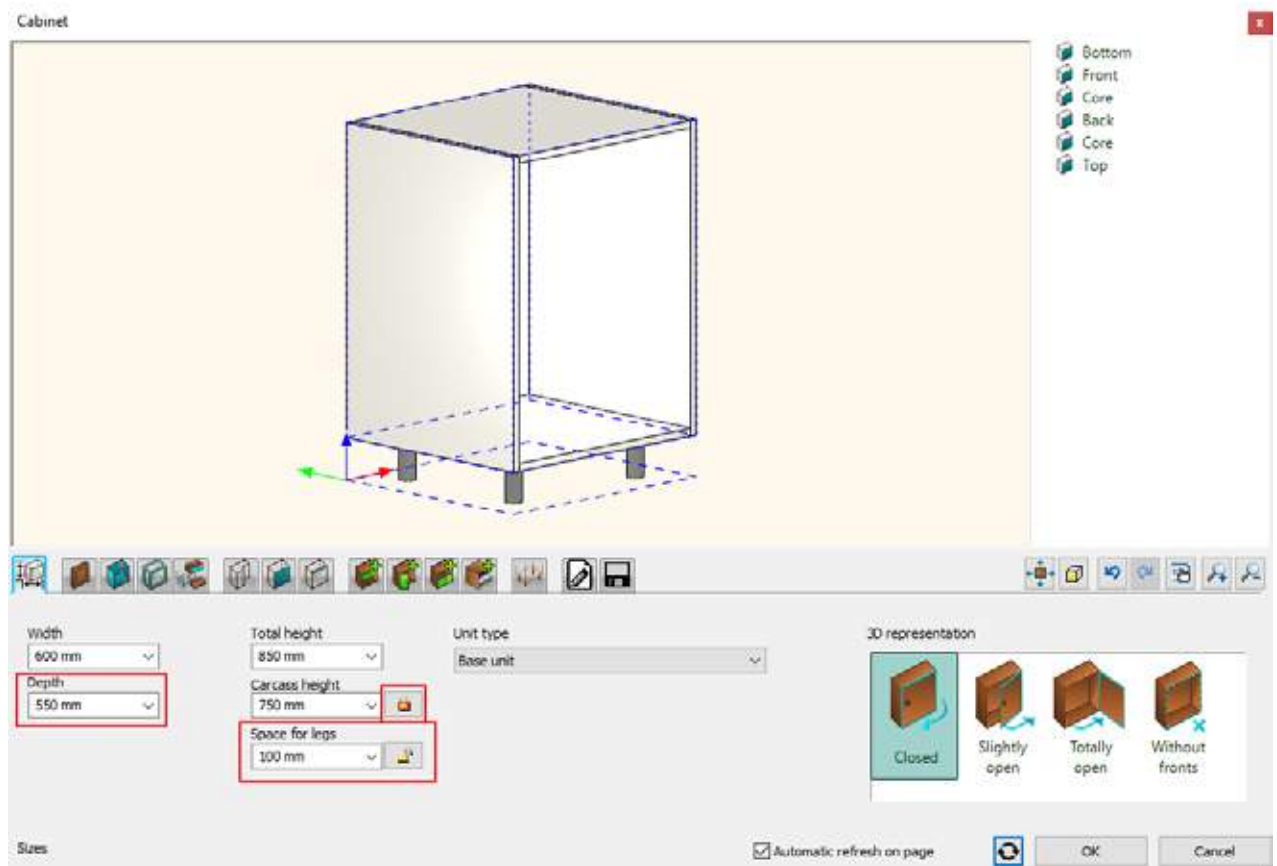 Cabinet
x
Bottom
Front
Core
Back
Core
Top
Width
600 mm
Depth
550 mm
Total height
850 mm
Carcass height
750 mm
Space for legs
100 mm
Unit type
Base unit
3D representation
Closed
Slightly
open
Totally
open
Without
fronts
Sizes
Automatic refresh on page
OK
Cancel